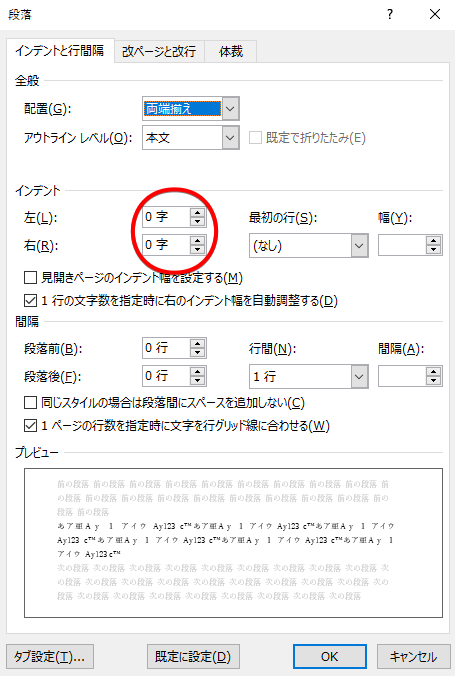 段落
? ×
インデントと行間隔 改ページと改行 体裁
全般
配置(G): 両端揃え
アウトライン レベル(O): 本文 既定で折りたたみ(E)
インデント
左(L): 0 字 最初の行(S): 幅(Y):
右(R): 0 字 (なし)
見開きページのインデント幅を設定する(M)
1 行の文字数を指定時に右のインデント幅を自動調整する(D)
間隔
段落前(B): 0 行 行間(N): 間隔(A):
段落後(F): 0 行 1 行
同じスタイルの場合は段落間にスペースを追加しない(C)
1 ページの行数を指定時に文字を行グリッド線に合わせる(W)
プレビュー
前の段落 前の段落 前の段落 前の段落 前の段落 前の段落 前の段落 前の段落 前の段落 前
の段落 前の段落 前の段落 前の段落 前の段落 前の段落 前の段落 前の段落 前の段落 前の
段落 前の段落
あア亜Ａｙ　１　アイウ　Ay123　c™あア亜Ａｙ　１　アイウ　Ay123　c™あア亜Ａｙ　１　アイウ
Ay123　c™あア亜Ａｙ　１　アイウ　Ay123　c™あア亜Ａｙ　１　アイウ　Ay123　c™あア亜Ａｙ　１
アイウ　Ay123 c™
次の段落 次の段落 次の段落 次の段落 次の段落 次の段落 次の段落 次の段落 次の段落 次
の段落 次の段落 次の段落 次の段落 次の段落 次の段落 次の段落 次の段落 次の段落 次の
段落 次の段落 次の段落 次の段落 次の段落 次の段落 次の段落 次の段落
タブ設定(T)... 既定に設定(D) OK キャンセル